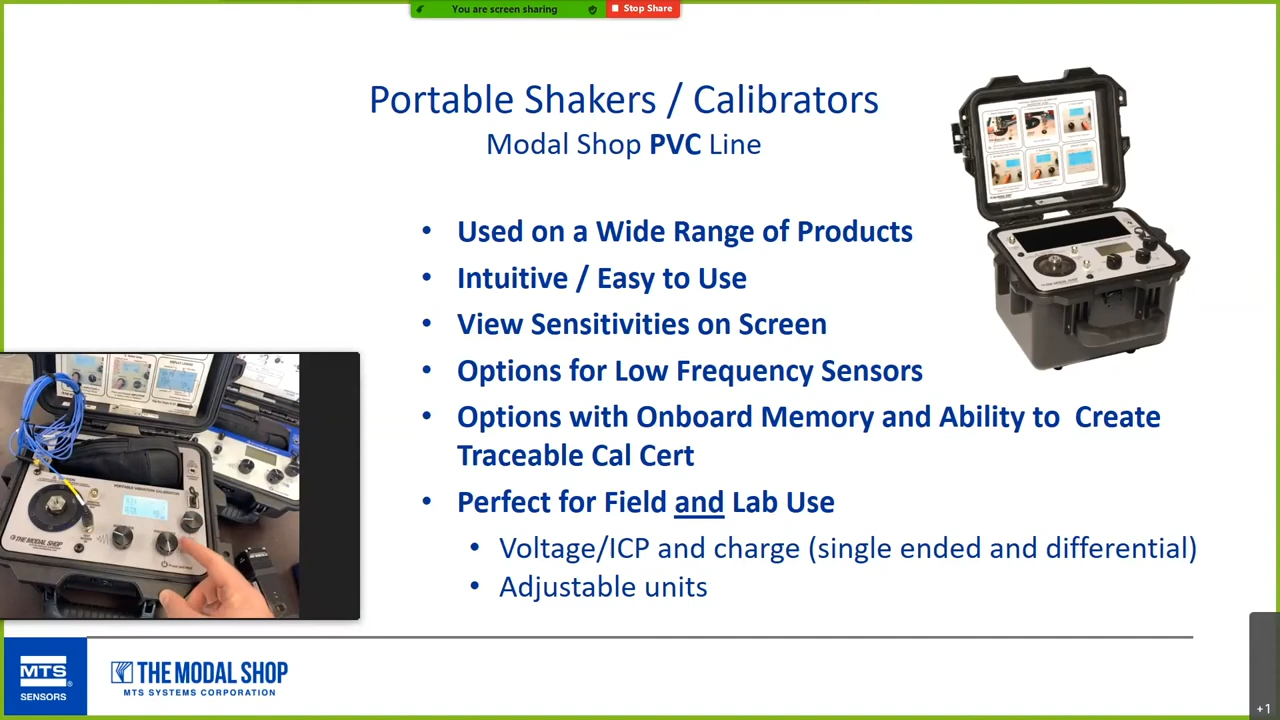 You are screen sharing
Stop Share
Portable Shakers / Calibrators
Modal Shop PVC Line
• Used on a Wide Range of Products
• Intuitive / Easy to Use
• View Sensitivities on Screen
• Options for Low Frequency Sensors
• Options with Onboard Memory and Ability to Create
Traceable Cal Cert
• Perfect for Field and Lab Use
• Voltage/ICP and charge (single ended and differential)
• Adjustable units
PORTABLE VIBRATION CALIBRATOR
THE MODAL SHOP
MTS
SENSORS
THE MODAL SHOP
MTS SYSTEMS CORPORATION
+1